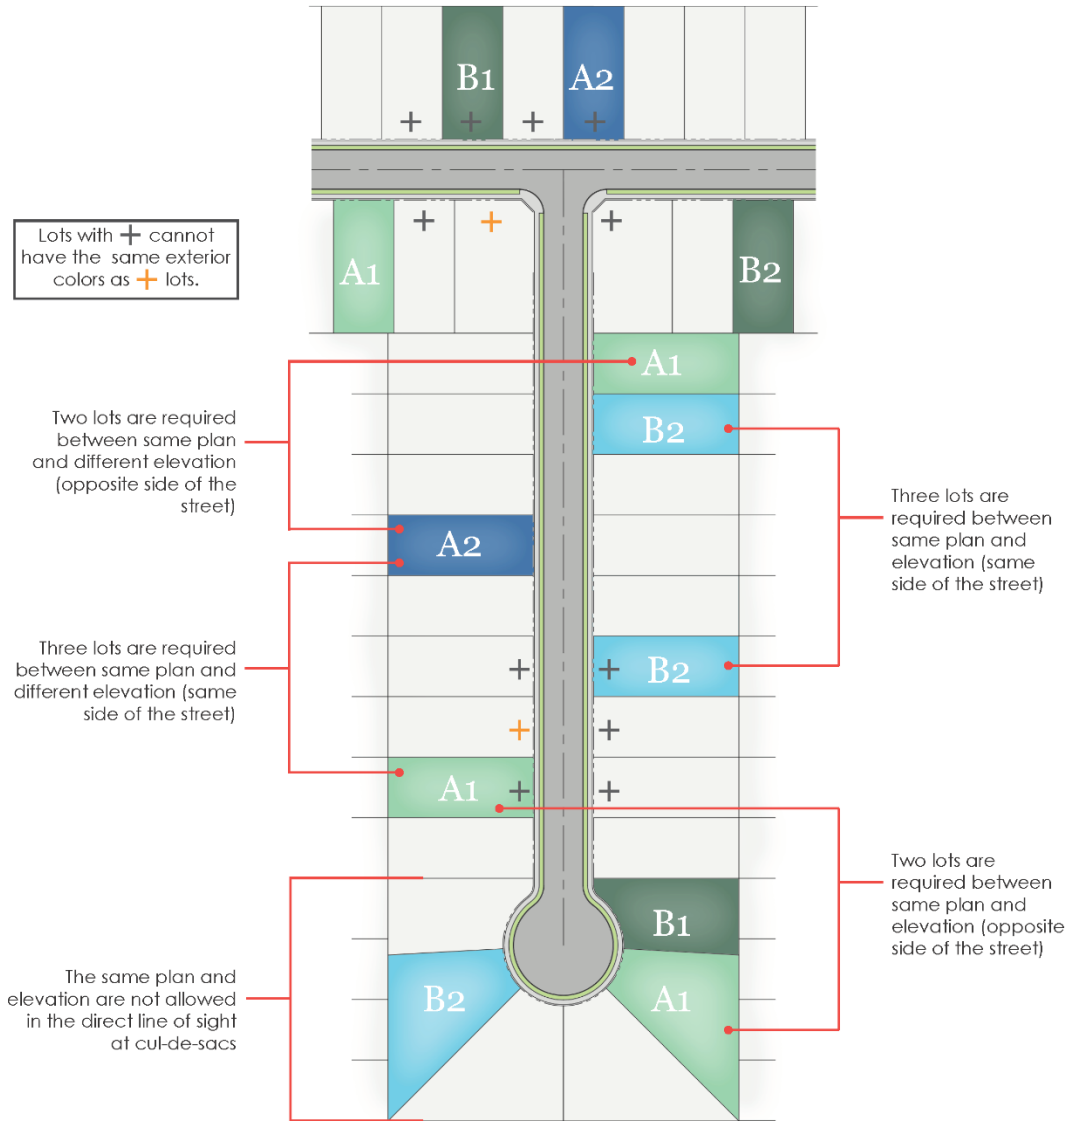 B1
A2
Lots with + cannot
have the same exterior
colors as + lots.
A1
B2
A1
B2
Two lots are required
between same plan
and different elevation
(opposite side of the
street)
Three lots are
required between
same plan and
elevation (same
side of the street)
A2
Three lots are required
between same plan and
different elevation (same
side of the street)
B2
A1
Two lots are
required between
same plan and
elevation (opposite
side of the street)
B1
The same plan and
elevation are not allowed
in the direct line of sight
at cul-de-sacs
B2
A1